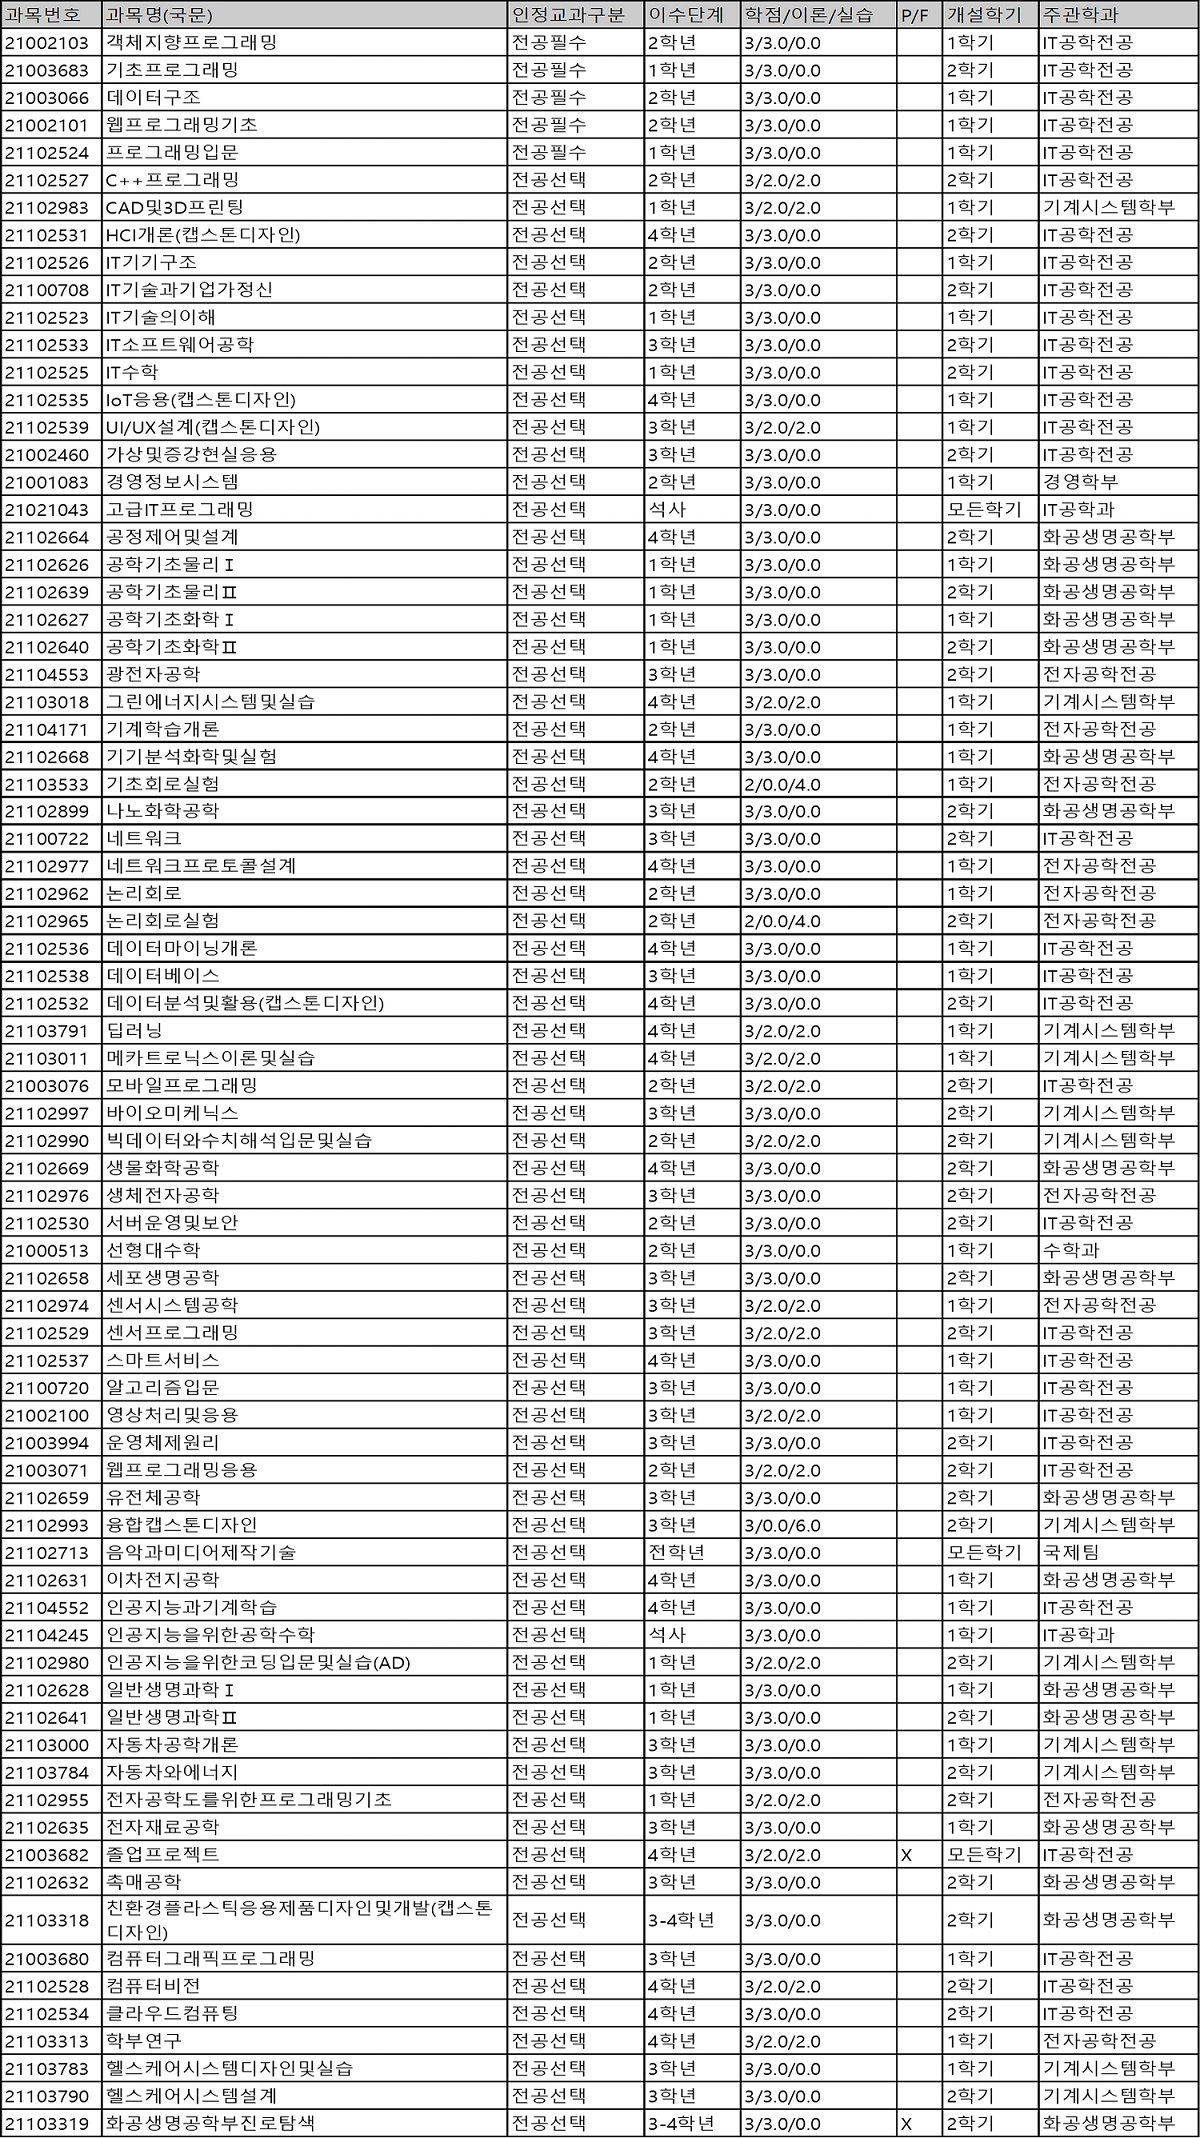 과목번호 과목명(국문) 인정교과구분 이수단계 학점/이론/실습 P/F 개설학기 주관학과
21002103 객체지향프로그래밍 전공필수 2학년 3/3.0/0.0 1학기 IT공학전공
21003683 기초프로그래밍 전공필수 1학년 3/3.0/0.0 2학기 IT공학전공
21003066 데이터구조 전공필수 2학년 3/3.0/0.0 1학기 IT공학전공
21002101 웹프로그래밍기초 전공필수 2학년 3/3.0/0.0 1학기 IT공학전공
21102524 프로그래밍입문 전공필수 1학년 3/3.0/0.0 1학기 IT공학전공
21102527 C++프로그래밍 전공선택 2학년 3/2.0/2.0 2학기 IT공학전공
21102983 CAD및3D프린팅 전공선택 1학년 3/2.0/2.0 1학기 기계시스템학부
21102531 HCI개론(캡스톤디자인) 전공선택 4학년 3/3.0/0.0 2학기 IT공학전공
21102526 IT기기구조 전공선택 2학년 3/3.0/0.0 1학기 IT공학전공
21100708 IT기술과기업가정신 전공선택 2학년 3/3.0/0.0 2학기 IT공학전공
21102523 IT기술의이해 전공선택 1학년 3/3.0/0.0 1학기 IT공학전공
21102533 IT소프트웨어공학 전공선택 3학년 3/3.0/0.0 2학기 IT공학전공
21102525 IT수학 전공선택 1학년 3/3.0/0.0 2학기 IT공학전공
21102535 IoT응용(캡스톤디자인) 전공선택 4학년 3/3.0/0.0 1학기 IT공학전공
21102539 UI/UX설계(캡스톤디자인) 전공선택 3학년 3/2.0/2.0 1학기 IT공학전공
21002460 가상및증강현실응용 전공선택 3학년 3/3.0/0.0 2학기 IT공학전공
21001083 경영정보시스템 전공선택 2학년 3/3.0/0.0 1학기 경영학부
21021043 고급IT프로그래밍 전공선택 석사 3/3.0/0.0 모든학기 IT공학과
21102664 공정제어및설계 전공선택 4학년 3/3.0/0.0 2학기 화공생명공학부
21102626 공학기초물리Ⅰ 전공선택 1학년 3/3.0/0.0 1학기 화공생명공학부
21102639 공학기초물리Ⅱ 전공선택 1학년 3/3.0/0.0 2학기 화공생명공학부
21102627 공학기초화학Ⅰ 전공선택 1학년 3/3.0/0.0 1학기 화공생명공학부
21102640 공학기초화학Ⅱ 전공선택 1학년 3/3.0/0.0 2학기 화공생명공학부
21104553 광전자공학 전공선택 3학년 3/3.0/0.0 2학기 전자공학전공
21103018 그린에너지시스템및실습 전공선택 4학년 3/2.0/2.0 1학기 기계시스템학부
21104171 기계학습개론 전공선택 2학년 3/3.0/0.0 1학기 전자공학전공
21102668 기기분석화학및실험 전공선택 4학년 3/3.0/0.0 1학기 화공생명공학부
21103533 기초회로실험 전공선택 2학년 2/0.0/4.0 1학기 전자공학전공
21102899 나노화학공학 전공선택 3학년 3/3.0/0.0 2학기 화공생명공학부
21100722 네트워크 전공선택 3학년 3/3.0/0.0 2학기 IT공학전공
21102977 네트워크프로토콜설계 전공선택 4학년 3/3.0/0.0 1학기 전자공학전공
21102962 논리회로 전공선택 2학년 3/3.0/0.0 1학기 전자공학전공
21102965 논리회로실험 전공선택 2학년 2/0.0/4.0 2학기 전자공학전공
21102536 데이터마이닝개론 전공선택 4학년 3/3.0/0.0 1학기 IT공학전공
21102538 데이터베이스 전공선택 3학년 3/3.0/0.0 1학기 IT공학전공
21102532 데이터분석및활용(캡스톤디자인) 전공선택 4학년 3/3.0/0.0 2학기 IT공학전공
21103791 딥러닝 전공선택 4학년 3/2.0/2.0 1학기 기계시스템학부
21103011 메카트로닉스이론및실습 전공선택 4학년 3/2.0/2.0 1학기 기계시스템학부
21003076 모바일프로그래밍 전공선택 2학년 3/2.0/2.0 2학기 IT공학전공
21102997 바이오미케닉스 전공선택 3학년 3/3.0/0.0 2학기 기계시스템학부
21102990 빅데이터와수치해석입문및실습 전공선택 2학년 3/2.0/2.0 2학기 기계시스템학부
21102669 생물화학공학 전공선택 4학년 3/3.0/0.0 2학기 화공생명공학부
21102976 생체전자공학 전공선택 3학년 3/3.0/0.0 2학기 전자공학전공
21102530 서버운영및보안 전공선택 2학년 3/3.0/0.0 2학기 IT공학전공
21000513 선형대수학 전공선택 2학년 3/3.0/0.0 1학기 수학과
21102658 세포생명공학 전공선택 3학년 3/3.0/0.0 2학기 화공생명공학부
21102974 센서시스템공학 전공선택 3학년 3/2.0/2.0 1학기 전자공학전공
21102529 센서프로그래밍 전공선택 3학년 3/2.0/2.0 2학기 IT공학전공
21102537 스마트서비스 전공선택 4학년 3/3.0/0.0 1학기 IT공학전공
21100720 알고리즘입문 전공선택 3학년 3/3.0/0.0 1학기 IT공학전공
21002100 영상처리및응용 전공선택 3학년 3/2.0/2.0 1학기 IT공학전공
21003994 운영체제원리 전공선택 3학년 3/3.0/0.0 2학기 IT공학전공
21003071 웹프로그래밍응용 전공선택 2학년 3/2.0/2.0 2학기 IT공학전공
21102659 유전체공학 전공선택 3학년 3/3.0/0.0 2학기 화공생명공학부
21102993 융합캡스톤디자인 전공선택 3학년 3/0.0/6.0 2학기 기계시스템학부
21102713 음악과미디어제작기술 전공선택 전학년 3/3.0/0.0 모든학기 국제팀
21102631 이차전지공학 전공선택 4학년 3/3.0/0.0 1학기 화공생명공학부
21104552 인공지능과기계학습 전공선택 4학년 3/3.0/0.0 1학기 IT공학전공
21104245 인공지능을위한공학수학 전공선택 석사 3/3.0/0.0 1학기 IT공학과
21102980 인공지능을위한코딩입문및실습(AD) 전공선택 1학년 3/2.0/2.0 2학기 기계시스템학부
21102628 일반생명과학Ⅰ 전공선택 1학년 3/3.0/0.0 1학기 화공생명공학부
21102641 일반생명과학Ⅱ 전공선택 1학년 3/3.0/0.0 2학기 화공생명공학부
21103000 자동차공학개론 전공선택 3학년 3/3.0/0.0 1학기 기계시스템학부
21103784 자동차와에너지 전공선택 3학년 3/3.0/0.0 2학기 기계시스템학부
21102955 전자공학도를위한프로그래밍기초 전공선택 1학년 3/2.0/2.0 2학기 전자공학전공
21102635 전자재료공학 전공선택 3학년 3/3.0/0.0 1학기 화공생명공학부
21003682 졸업프로젝트 전공선택 4학년 3/2.0/2.0 X 모든학기 IT공학전공
21102632 촉매공학 전공선택 3학년 3/3.0/0.0 2학기 화공생명공학부
21103318 친환경플라스틱응용제품디자인및개발(캡스톤
디자인) 전공선택 3-4학년 3/3.0/0.0 2학기 화공생명공학부
21003680 컴퓨터그래픽프로그래밍 전공선택 3학년 3/3.0/0.0 1학기 IT공학전공
21102528 컴퓨터비전 전공선택 4학년 3/2.0/2.0 2학기 IT공학전공
21102534 클라우드컴퓨팅 전공선택 4학년 3/3.0/0.0 2학기 IT공학전공
21103313 학부연구 전공선택 4학년 3/2.0/2.0 1학기 전자공학전공
21103783 헬스케어시스템디자인및실습 전공선택 3학년 3/3.0/0.0 1학기 기계시스템학부
21103790 헬스케어시스템설계 전공선택 3학년 3/3.0/0.0 2학기 기계시스템학부
21103319 화공생명공학부진로탐색 전공선택 3-4학년 3/3.0/0.0 X 2학기 화공생명공학부